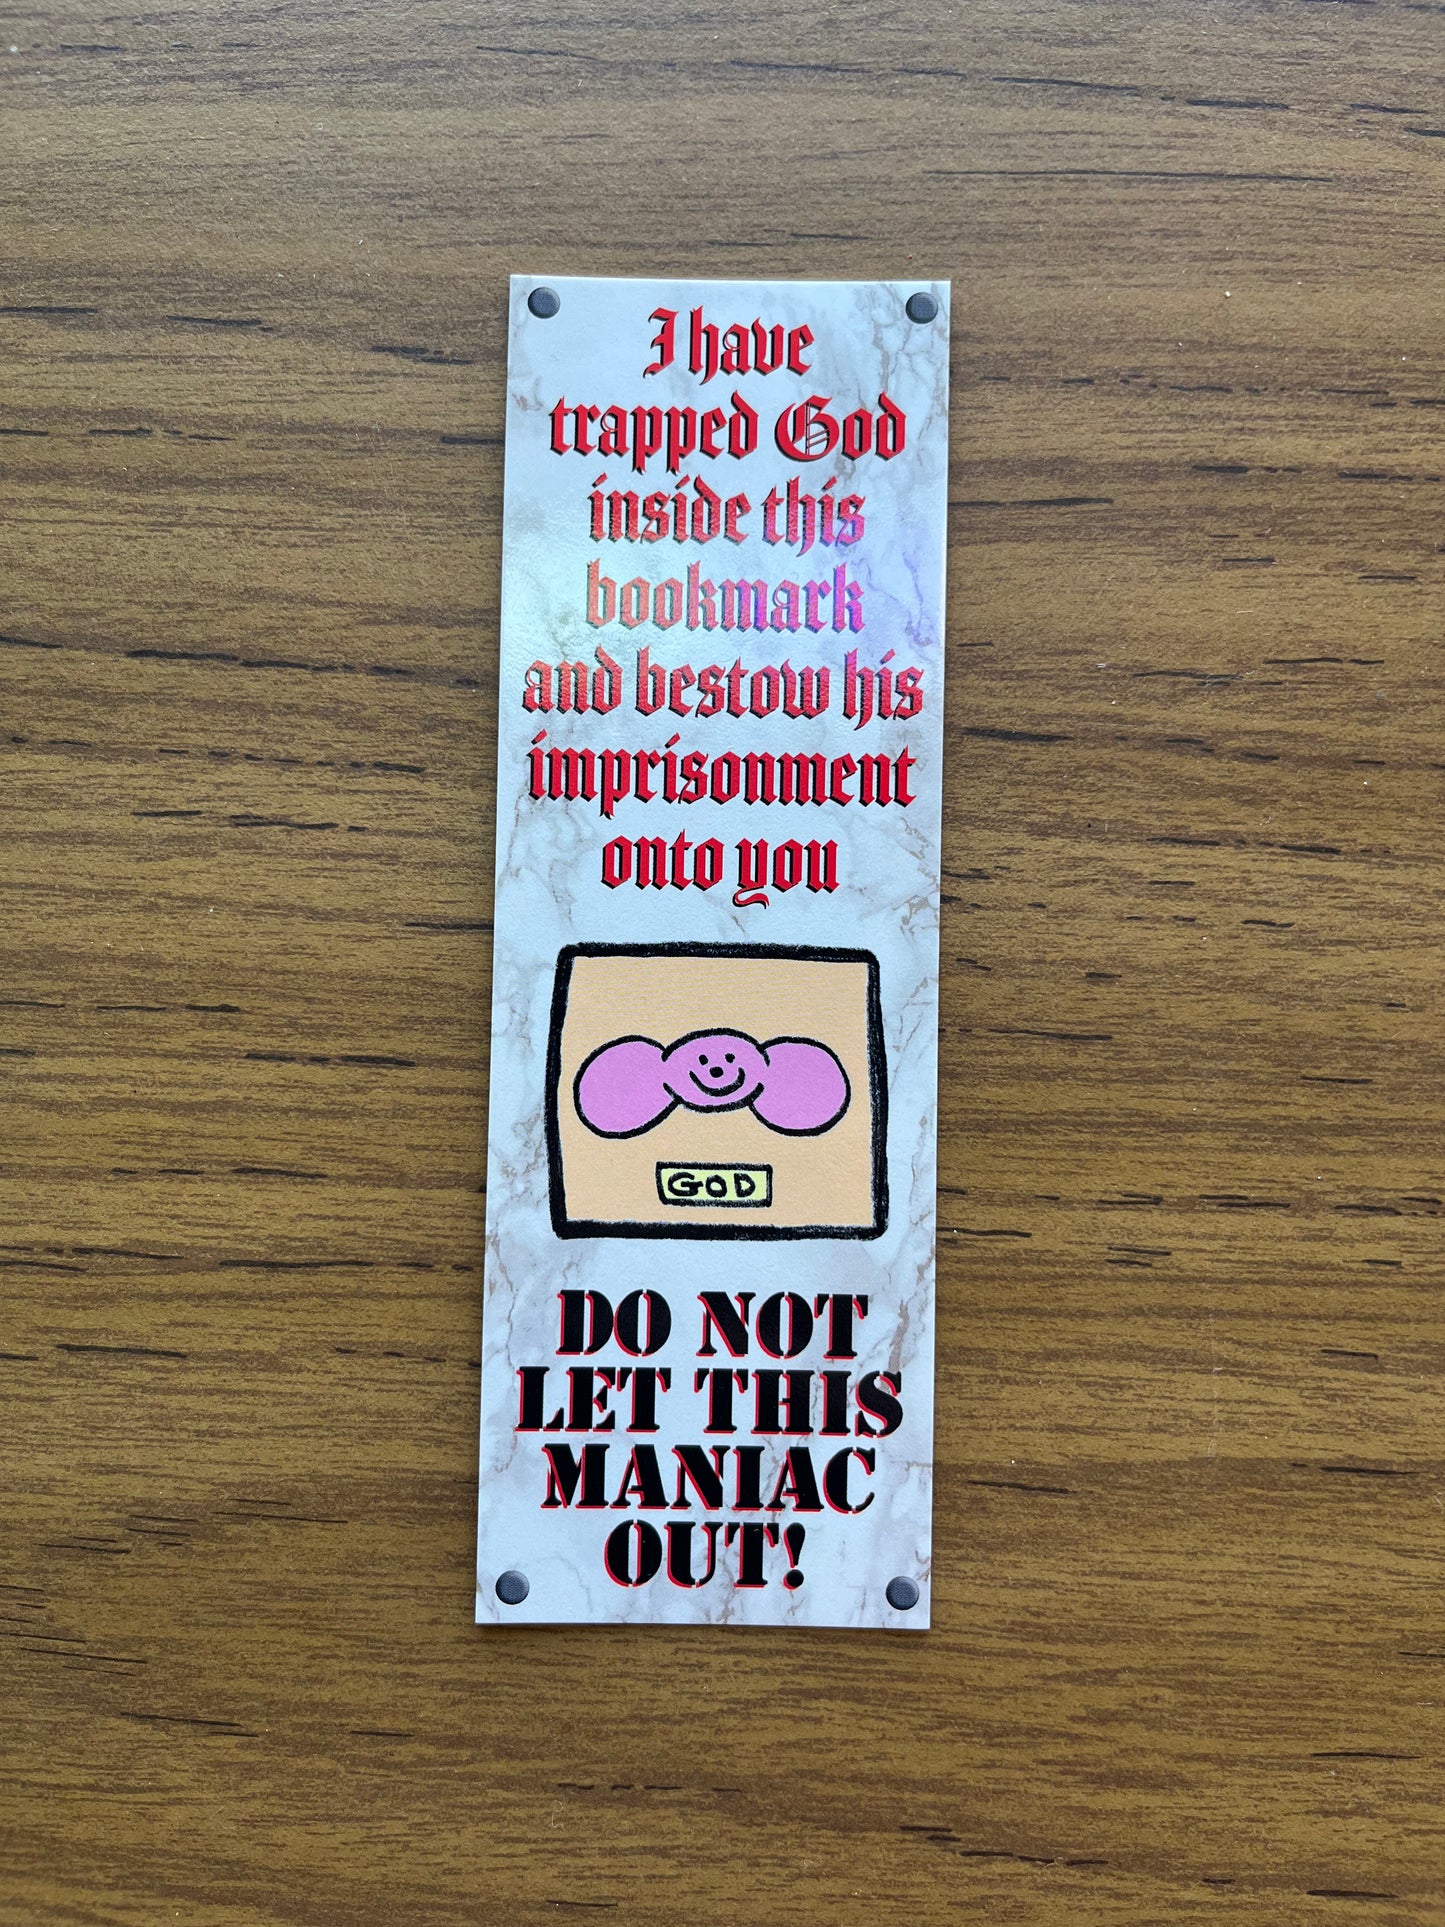 I have
trapped God
inside this
bookmark
and bestow his
imprisonment
onto you
GOD
DO NOT
LET THIS
MANIAC
OUT!